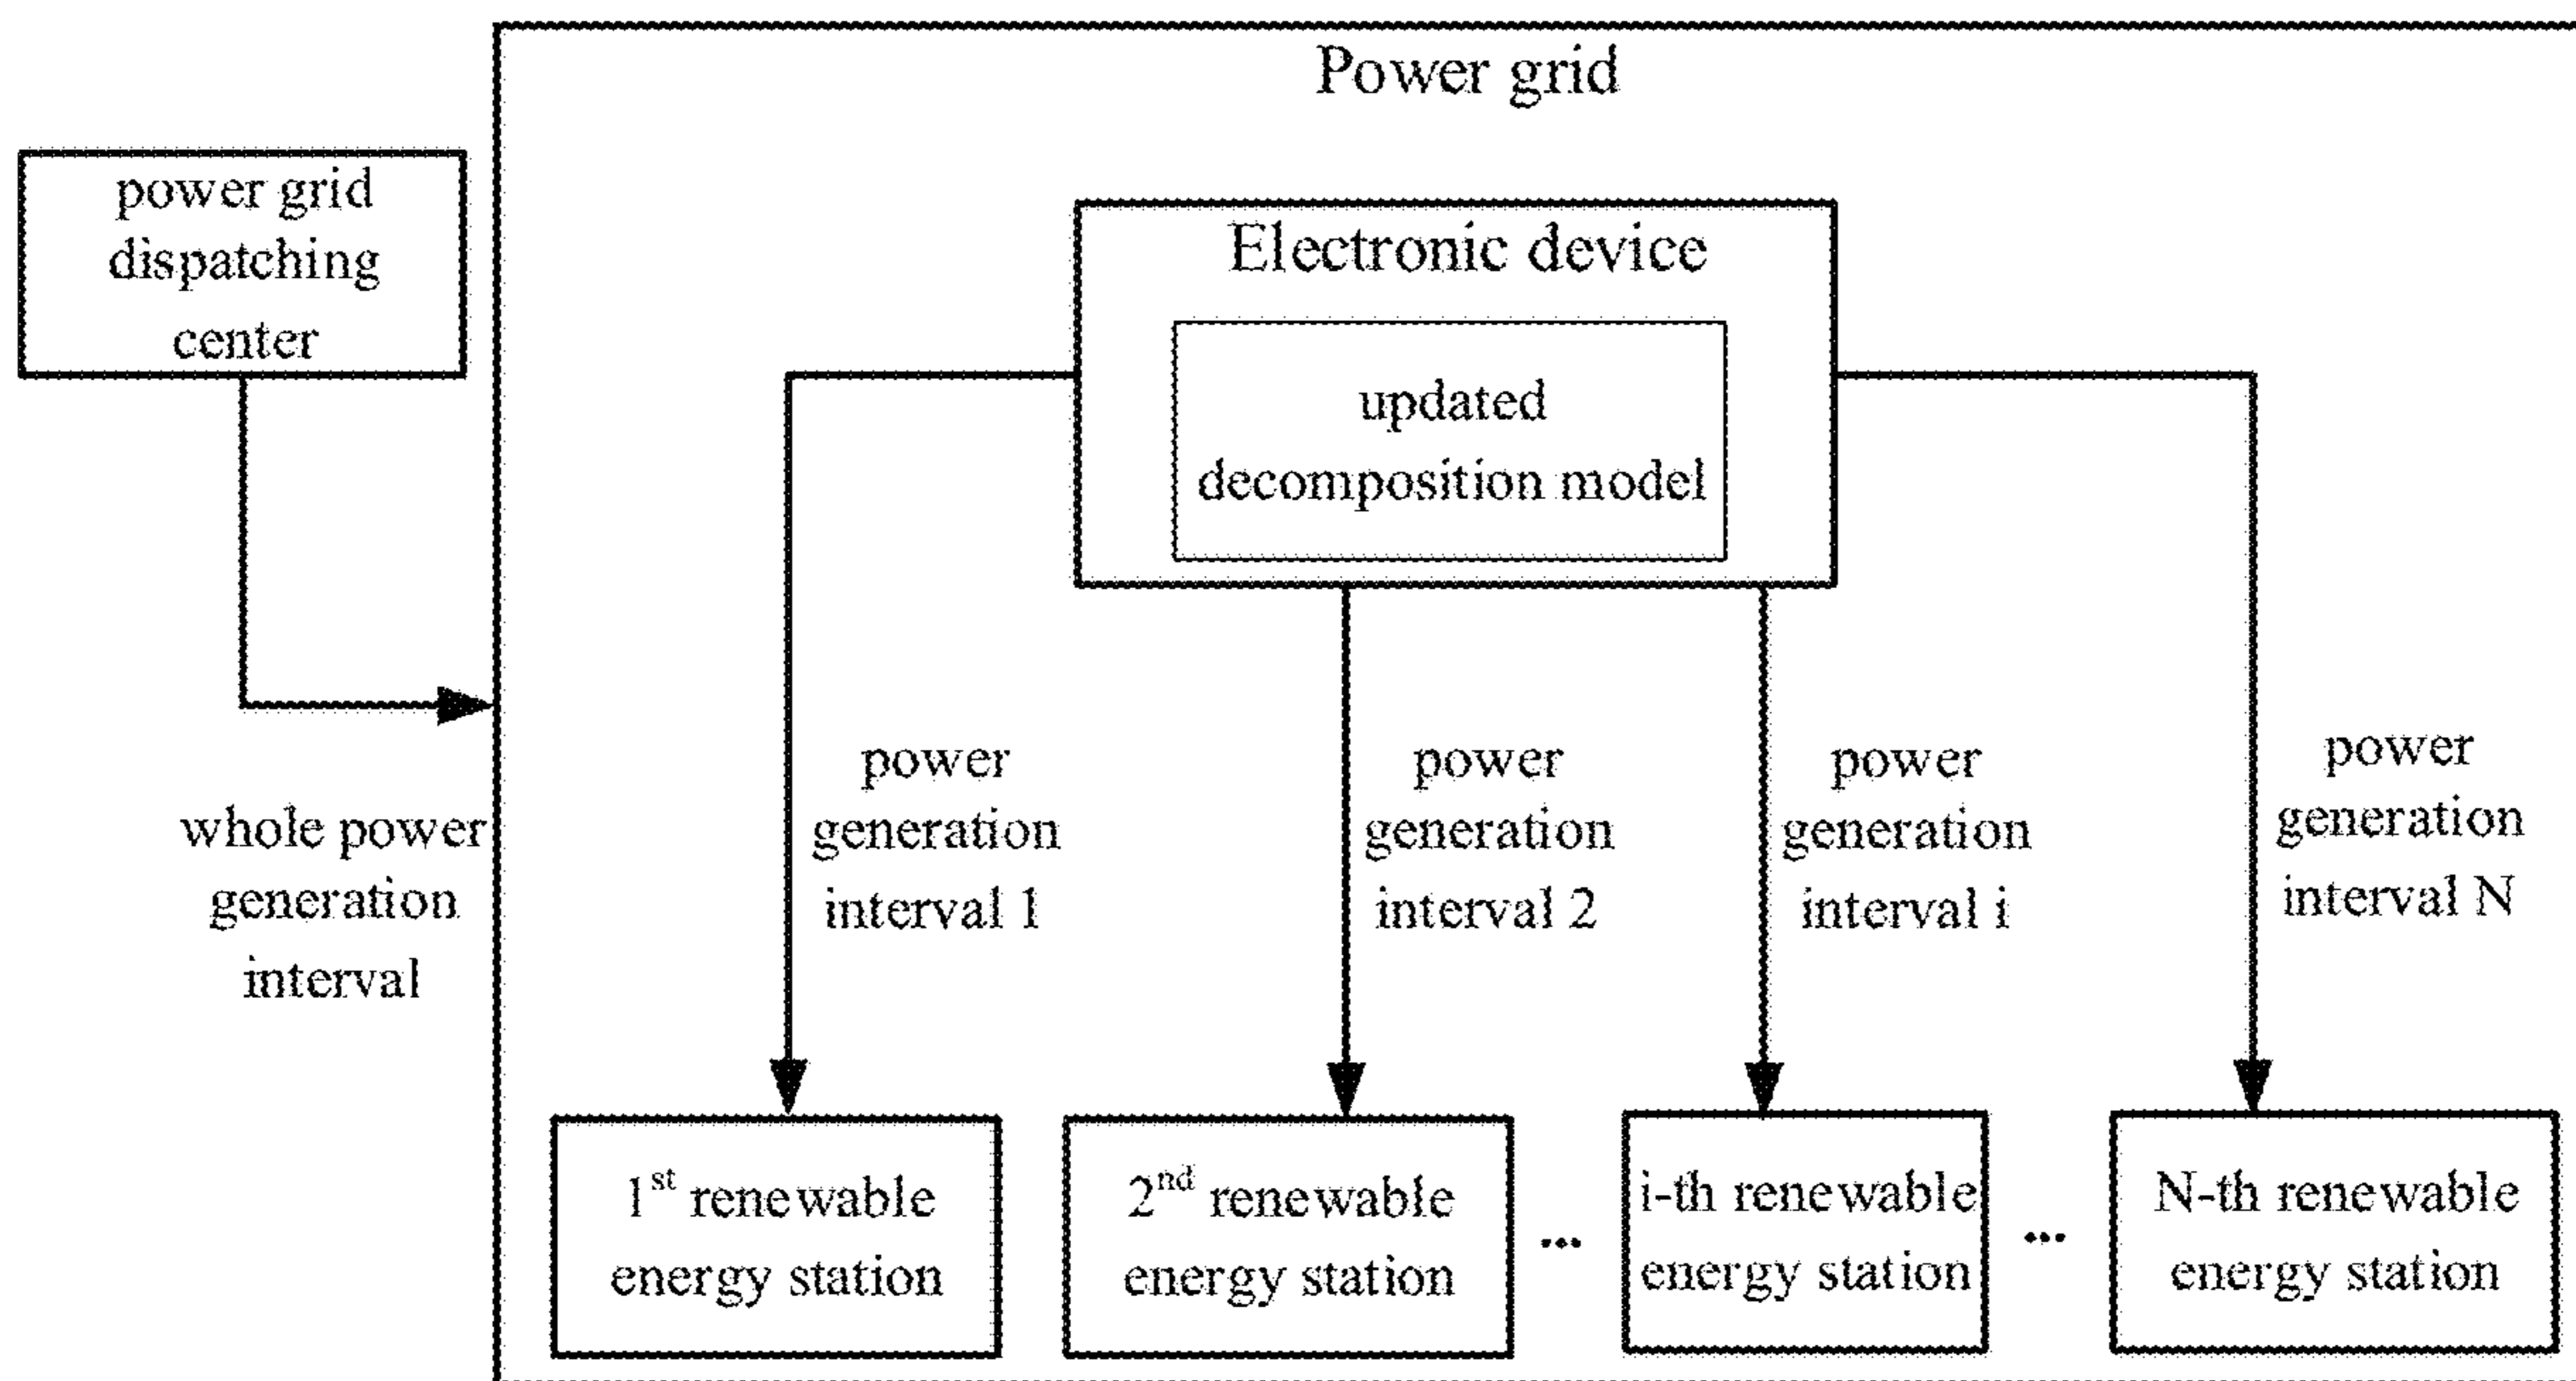 Power grid
power grid
dispatching
center
Electronic device
updated
decomposition model
whole power
generation
interval
power
generation
interval 1
power
generation
interval 2
power
generation
interval i
power
generation
interval N
1st renewable
energy station
2nd renewable
energy station
...
i-th renewable
energy station
...
N-th renewable
energy station